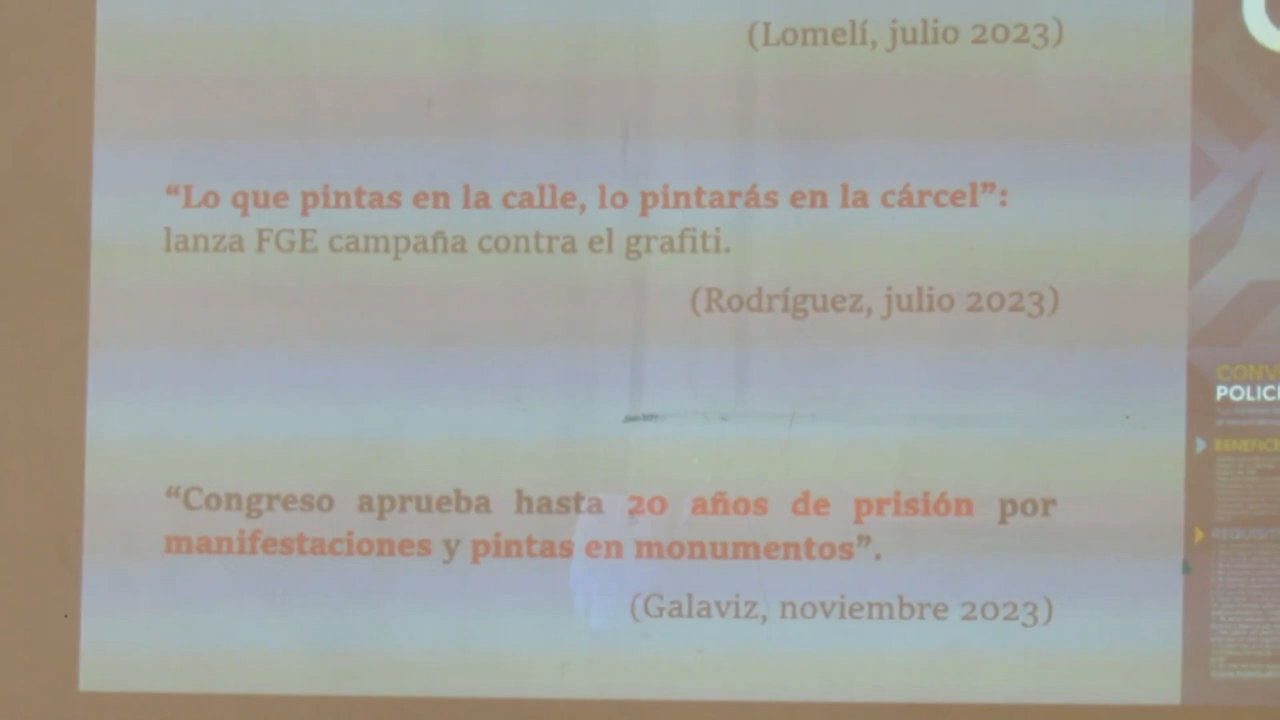 (Lomelí, julio 2023)
“Lo que pintas en la calle, lo pintarás en la cárcel”:
lanza FGE campaña contra el grafiti.
(Rodríguez, julio 2023)
“Congreso aprueba hasta 20 años de prisión por
manifestaciones y pintas en monumentos”.
(Galaviz, noviembre 2023)